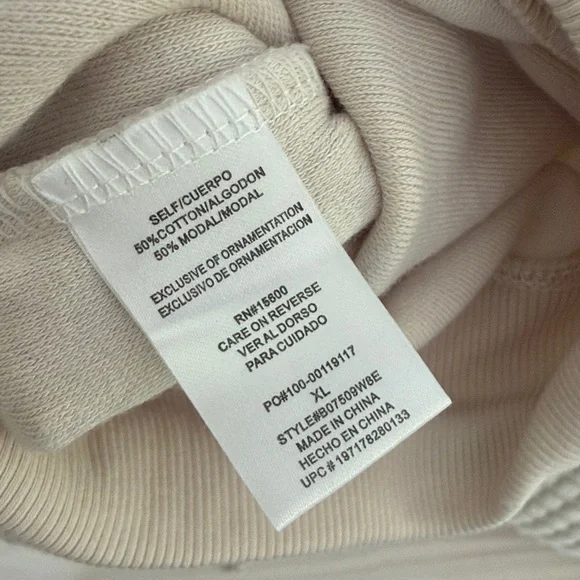 SELF/CUERPO
50%COTTON/ALGODON
50% MODAL/MODAL
EXCLUSIVE OF ORNAMENTATION
EXCLUSIVO DE ORNAMENTACION
RN#15600
CARE ON REVERSE
VER AL DORSO
PARA CUIDADO
PO#100-00119117
XL
STYLE#B07509W8E
MADE IN CHINA
HECHO EN CHINA
UPC # 197178280133